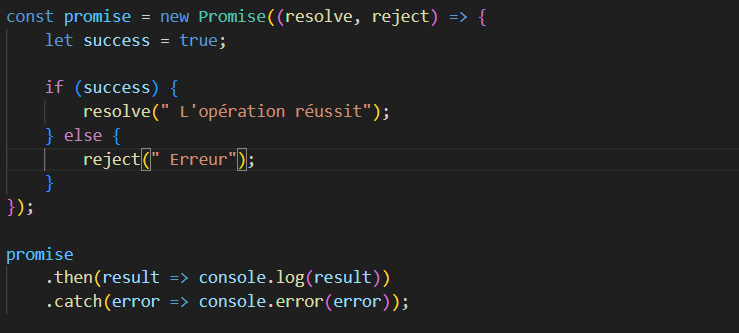 const promise = new Promise((resolve, reject) => {
    let success = true;

    if (success) {
        resolve(" L'opération réussit");
    } else {
        reject(" Erreur");
    }
});

promise
    .then(result => console.log(result))
    .catch(error => console.error(error));